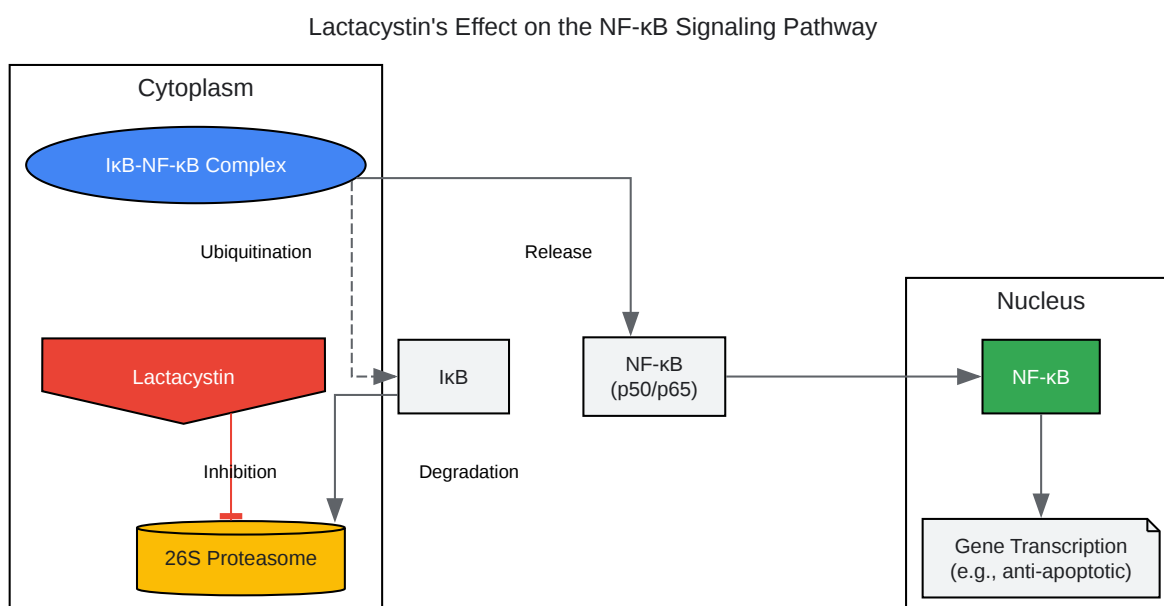 Lactacystin's Effect on the NF-κB Signaling Pathway
Cytoplasm
IκB-NF-κB Complex
Ubiquitination
Release
Nucleus
Lactacystin
IκB
NF-κB
(p50/p65)
NF-κB
Inhibition
Degradation
26S Proteasome
Gene Transcription
(e.g., anti-apoptotic)